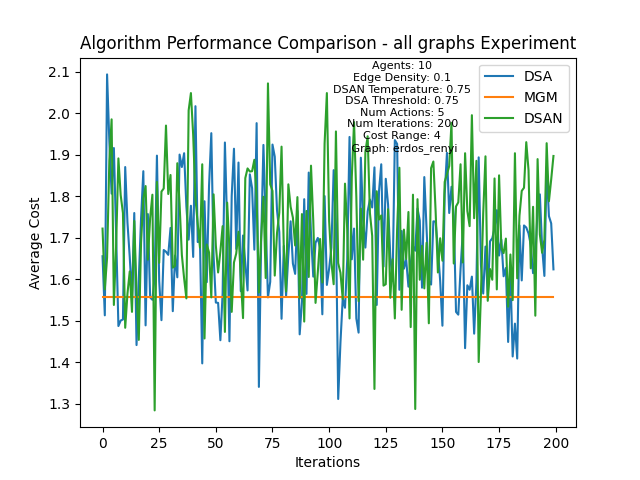 Algorithm Performance Comparison - all graphs Experiment
Agents: 10
Edge Density: 0.1
DSAN Temperature: 0.75
DSA Threshold: 0.75
Num Actions: 5
Num Iterations: 200
Cost Range: 4
Graph: erdos_renyi
DSA
MGM
DSAN
Average Cost
2.1
2.0
1.9
1.8
1.7
1.6
1.5
1.4
1.3
0 25 50 75 100 125 150 175 200
Iterations